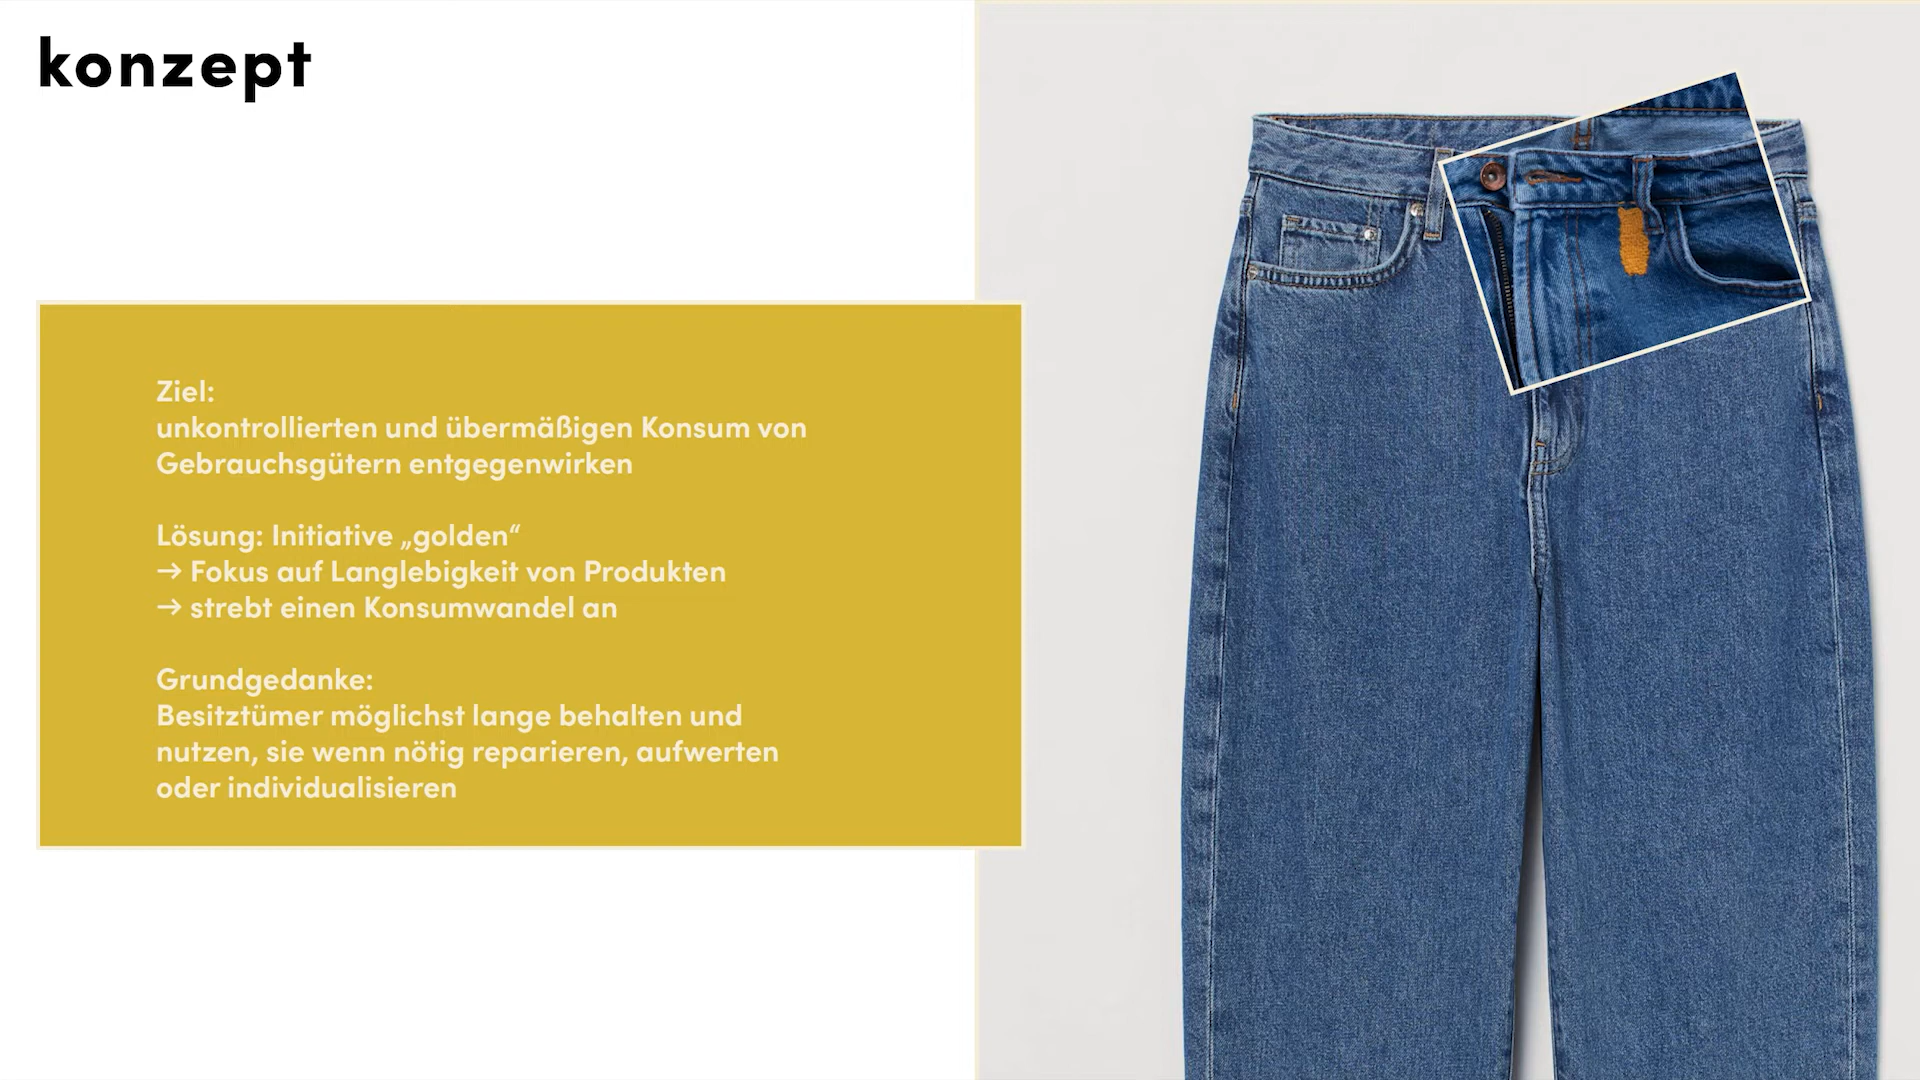 konzept
Ziel:
unkontrollierten und übermäßigen Konsum von
Gebrauchsgütern entgegenwirken
Lösung: Initiative „golden“
→ Fokus auf Langlebigkeit von Produkten
→ strebt einen Konsumwandel an
Grundgedanke:
Besitztümer möglichst lange behalten und
nutzen, sie wenn nötig reparieren, aufwerten
oder individualisieren